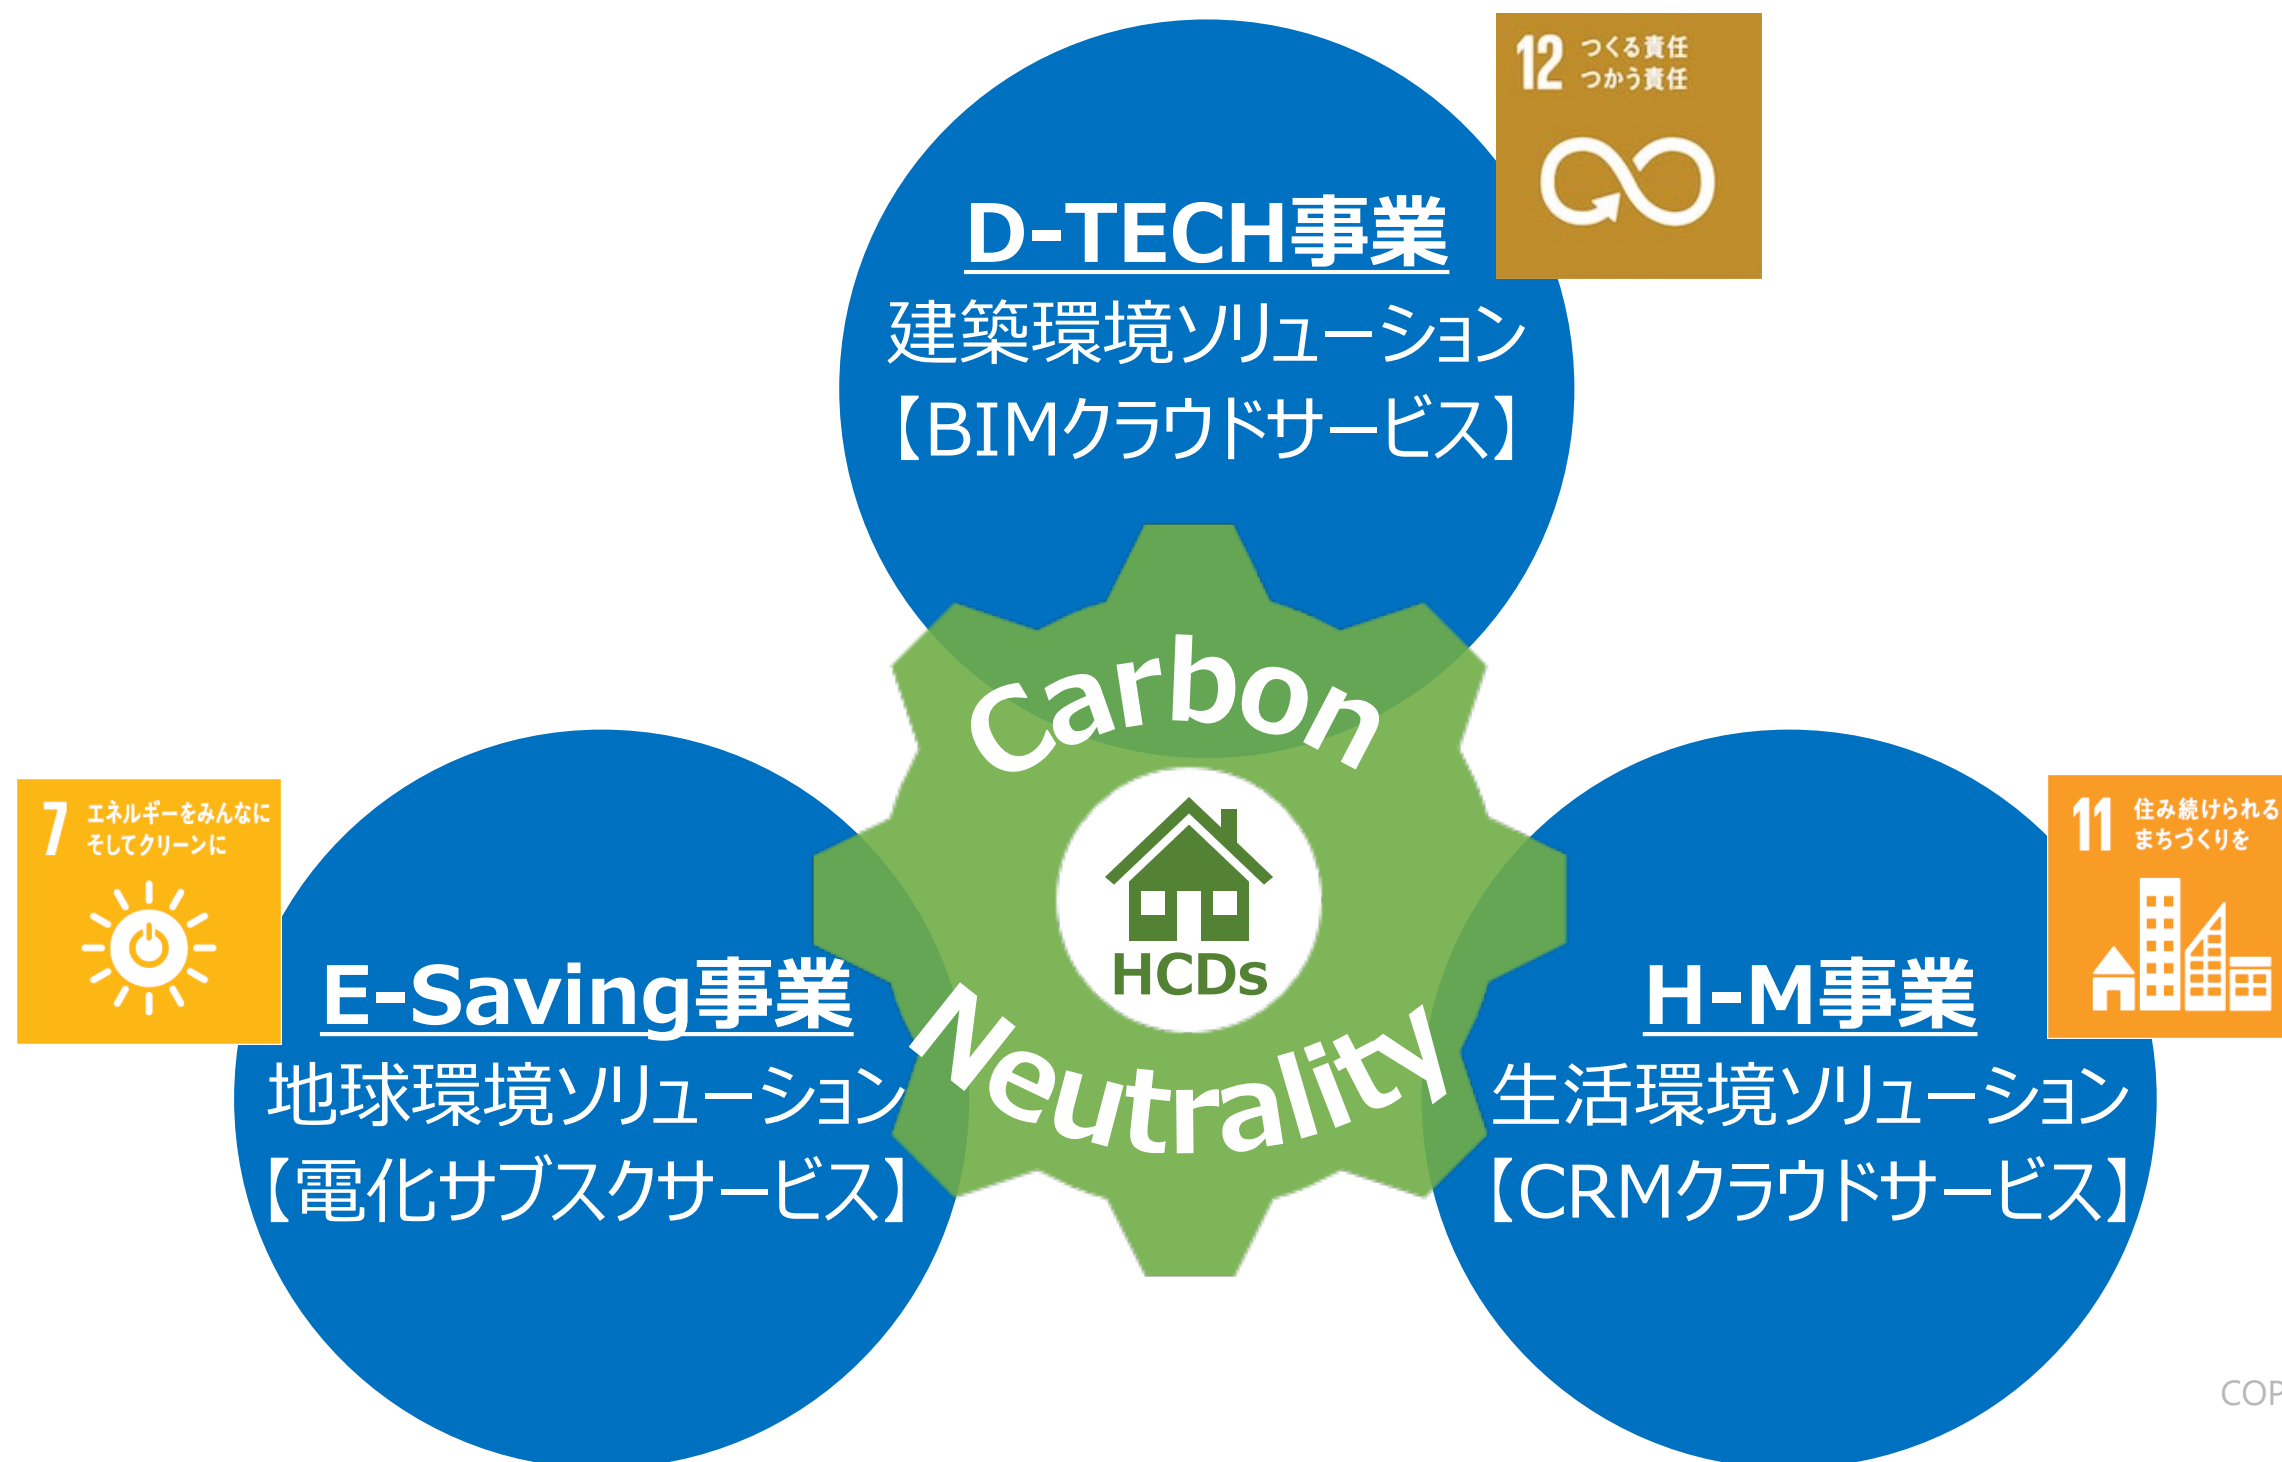 12 つくる責任
つかう責任
D-TECH事業
建築環境ソリューション
【BIMクラウドサービス】
Carbon
HCDs
Neutrality
7 エネルギーをみんなに
そしてクリーンに
E-Saving事業
地球環境ソリューション
【電化サブスクサービス】
11 住み続けられる
まちづくりを
H-M事業
生活環境ソリューション
【CRMクラウドサービス】